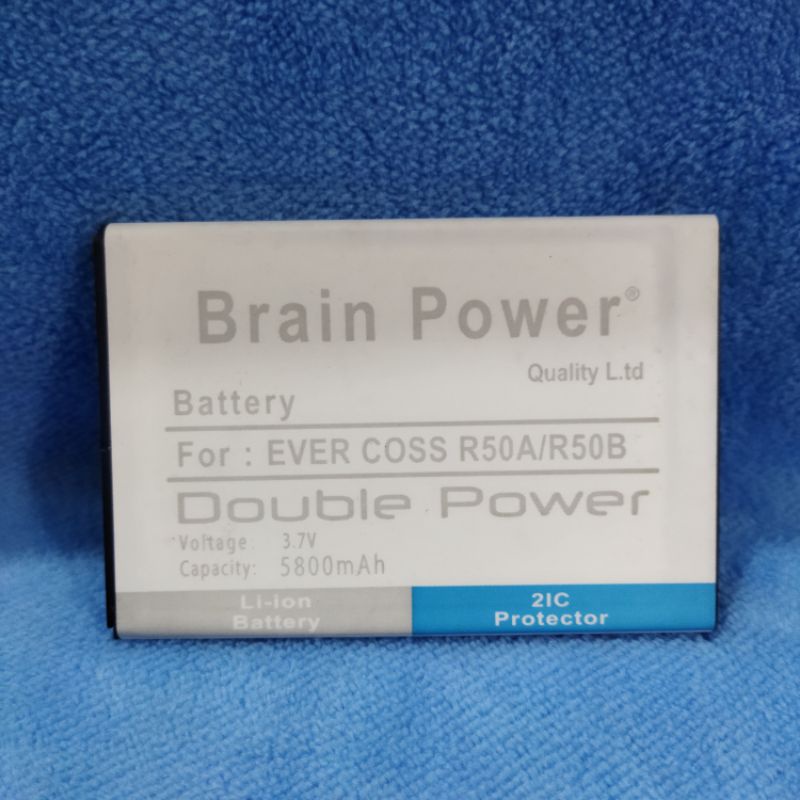 Brain Power®
Quality L.td
Battery
For : EVER COSS R50A/R50B
Double Power
Voltage: 3.7V
Capacity: 5800mAh
Li-ion
Battery
2IC
Protector